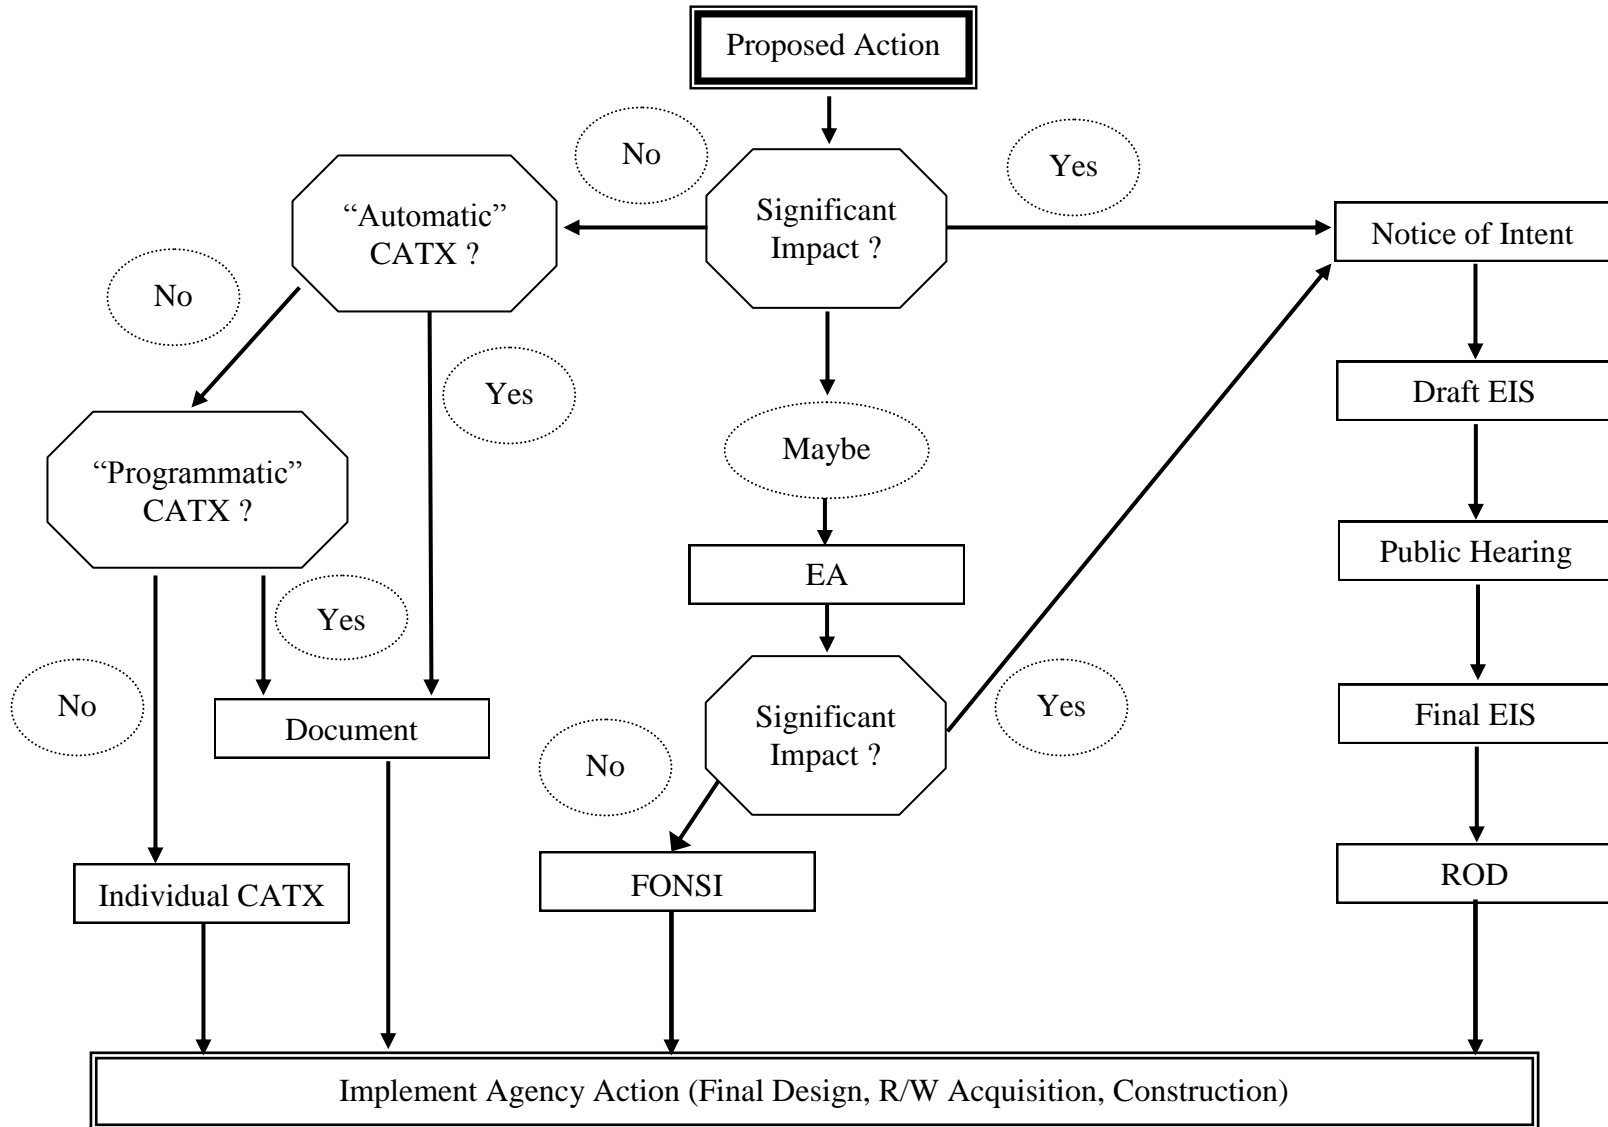 Proposed Action
No
Yes
“Automatic”
CATX ?
Significant
Impact ?
Notice of Intent
No
Yes
Draft EIS
Maybe
“Programmatic”
CATX ?
Public Hearing
EA
Yes
No
Document
Significant
Impact ?
Yes
Final EIS
No
Individual CATX
FONSI
ROD
Implement Agency Action (Final Design, R/W Acquisition, Construction)